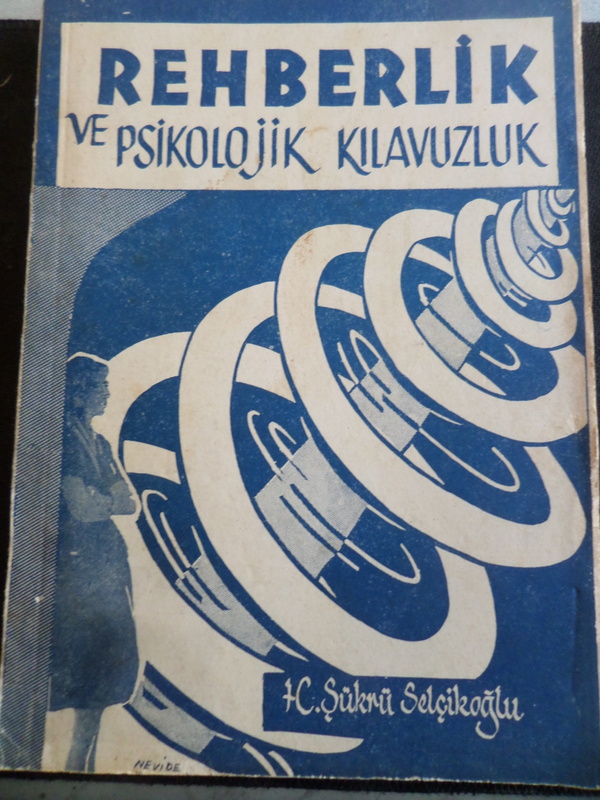 REHBERLİK
VE PSİKOLOJİK KILAVUZLUK
H.C. Şükrü Selçikoğlu
NEVİDE